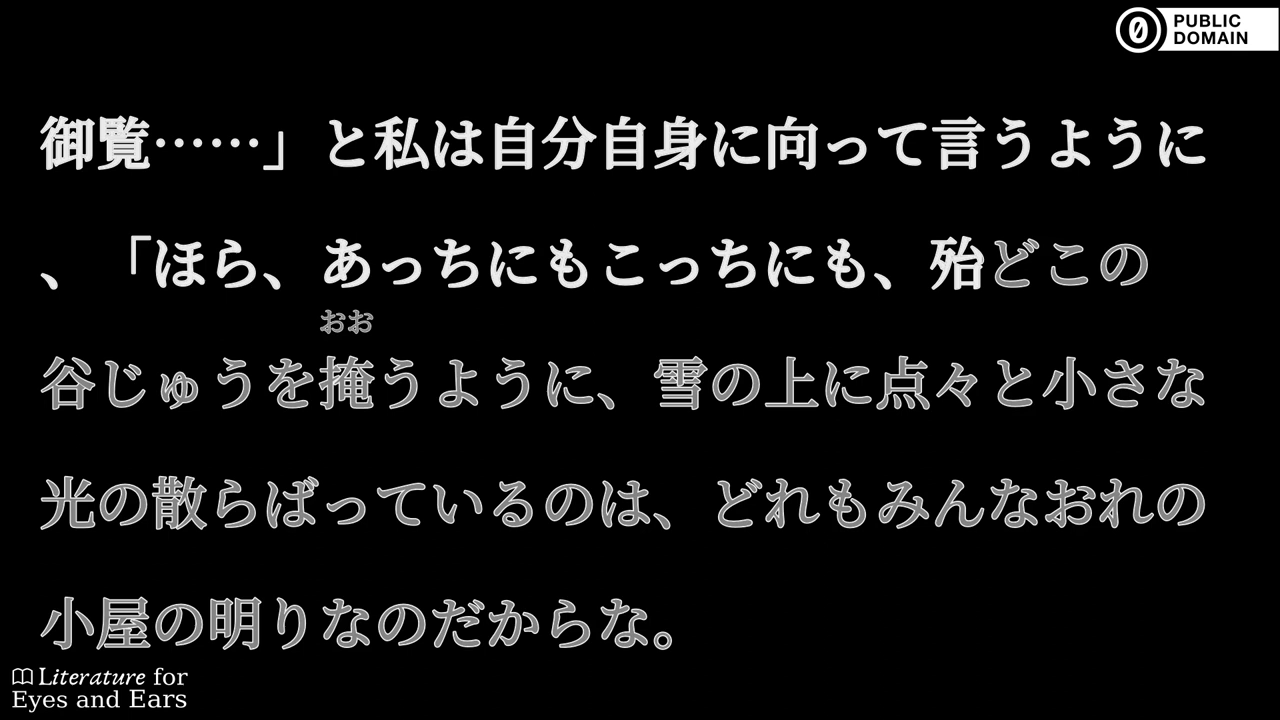 PUBLIC
DOMAIN
御覧……」と私は自分自身に向って言うように
、「ほら、あっちにもこっちにも、殆どこの
おお
谷じゅうを掩うように、雪の上に点々と小さな
光の散らばっているのは、どれもみんなおれの
小屋の明りなのだからな。
Literature for
Eyes and Ears